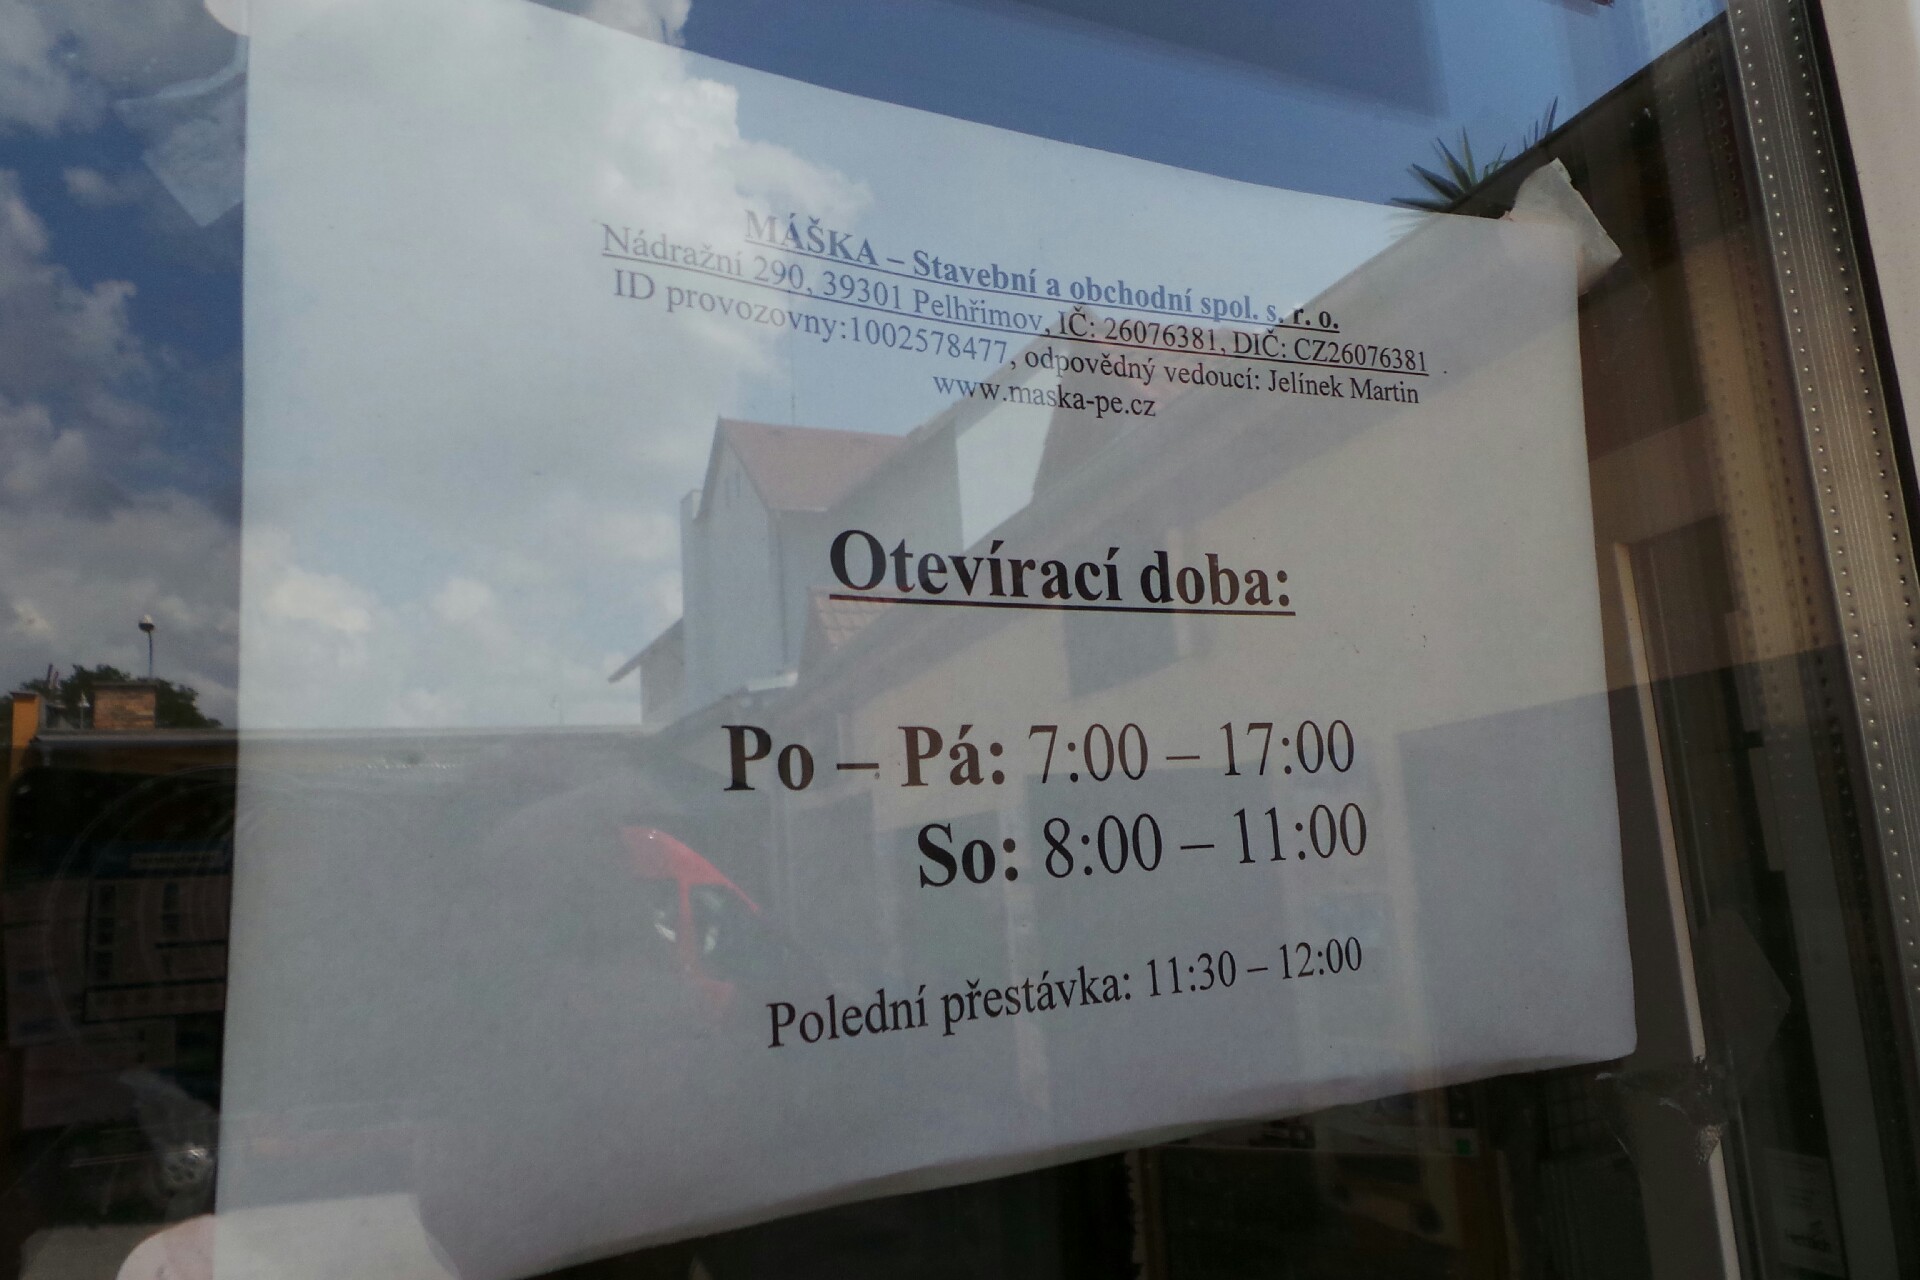 MÁŠKA – Stavební a obchodní spol. s. r. o.
Nádražní 290, 39301 Pelhřimov, IČ: 26076381, DIČ: CZ26076381
ID provozovny:1002578477, odpovědný vedoucí: Jelínek Martin
www.maska-pe.cz
Otevírací doba:
Po – Pá: 7:00 – 17:00
So: 8:00 – 11:00
Polední přestávka: 11:30 – 12:00